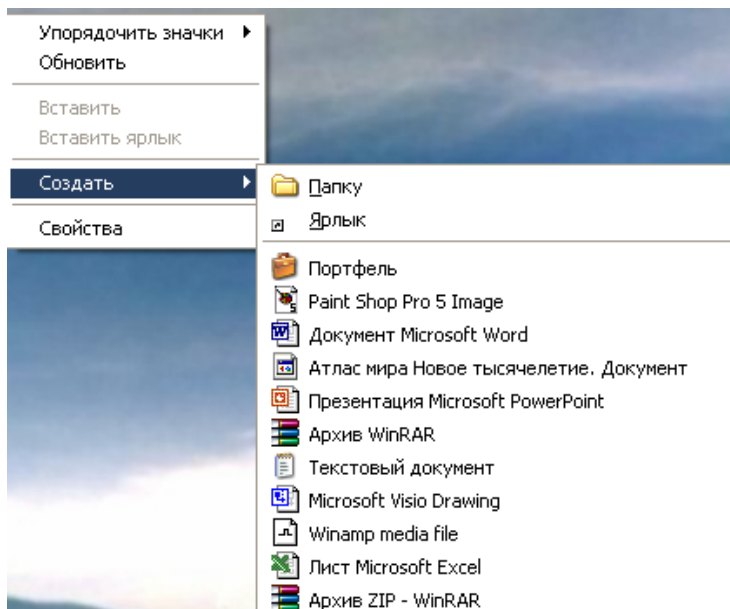 Упорядочить значки
Обновить
Вставить
Вставить ярлык
Создать
Свойства
Папку
Ярлык
Портфель
Paint Shop Pro 5 Image
Документ Microsoft Word
Атлас мира Новое тысячелетие. Документ
Презентация Microsoft PowerPoint
Архив WinRAR
Текстовый документ
Microsoft Visio Drawing
Winamp media file
Лист Microsoft Excel
Архив ZIP - WinRAR